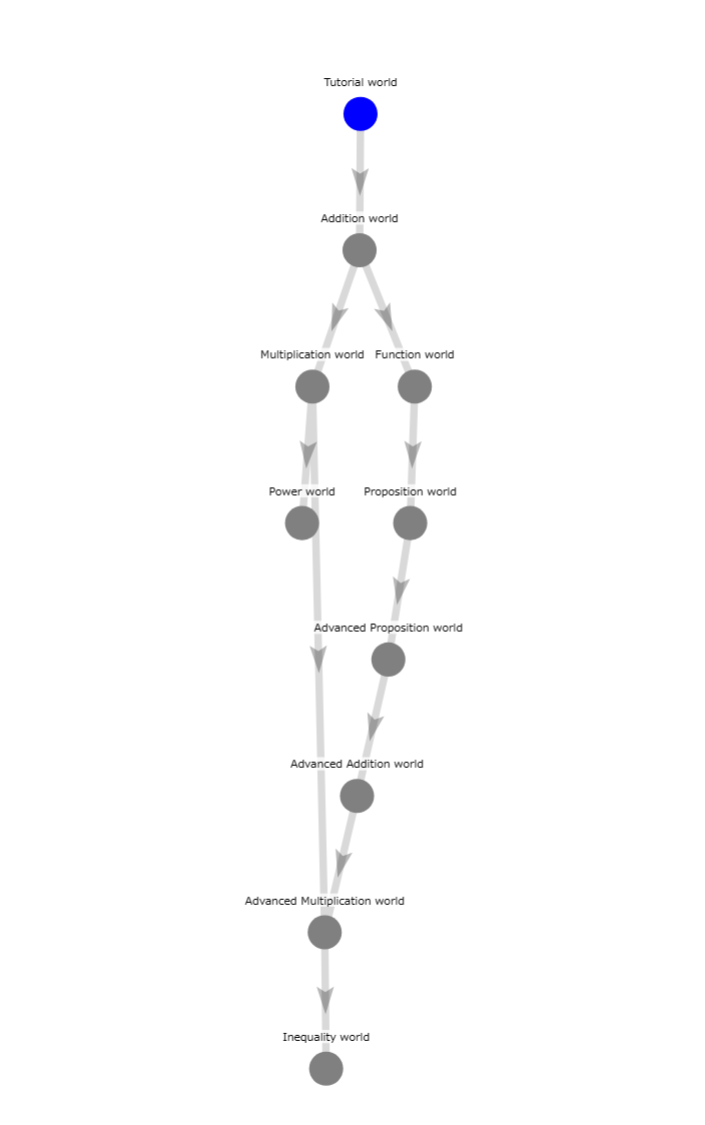 Tutorial world
Addition world
Multiplication world
Function world
Power world
Proposition world
Advanced Proposition world
Advanced Addition world
Advanced Multiplication world
Inequality world